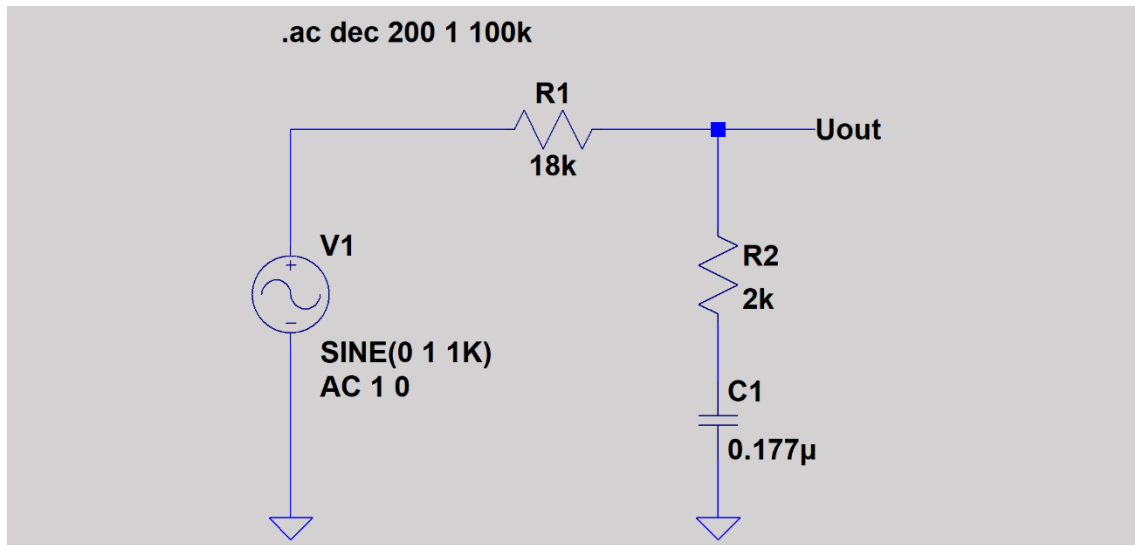 .ac dec 200 1 100k
R1
18k
Uout
V1
SINE(0 1 1K)
AC 1 0
R2
2k
C1
0.177µ